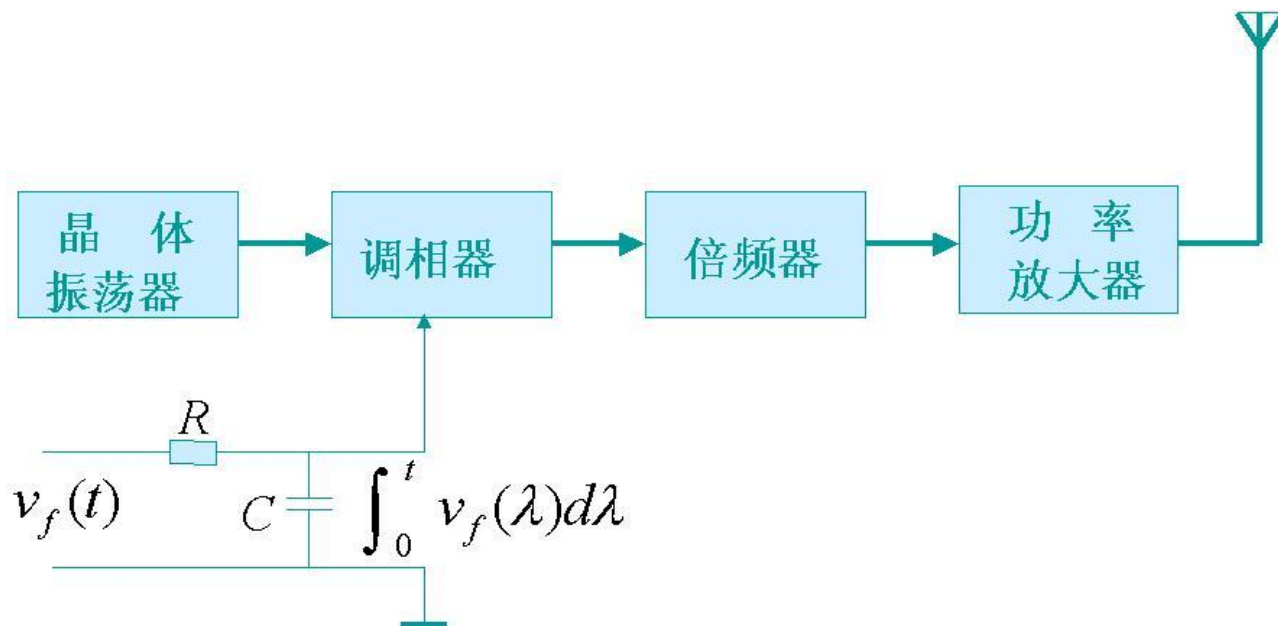 晶 体
振荡器
调相器
倍频器
功 率
放大器
R
v_f(t)
C
∫_0^t v_f(λ)dλ